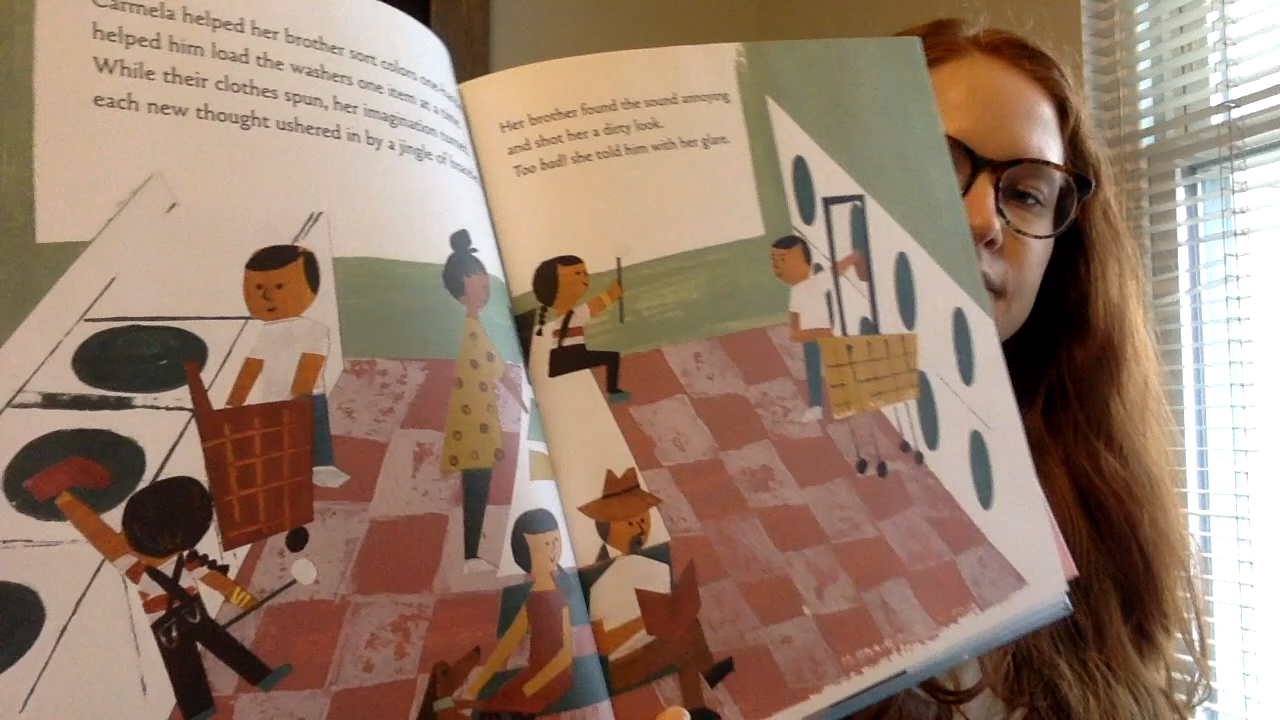 Carmela helped her brother sort colors
helped him load the washers one item at a time.
While their clothes spun, her imagination turned,
each new thought ushered in by a jingle of
Her brother found the sound annoying
and shot her a dirty look.
Too bad! she told him with her glare.